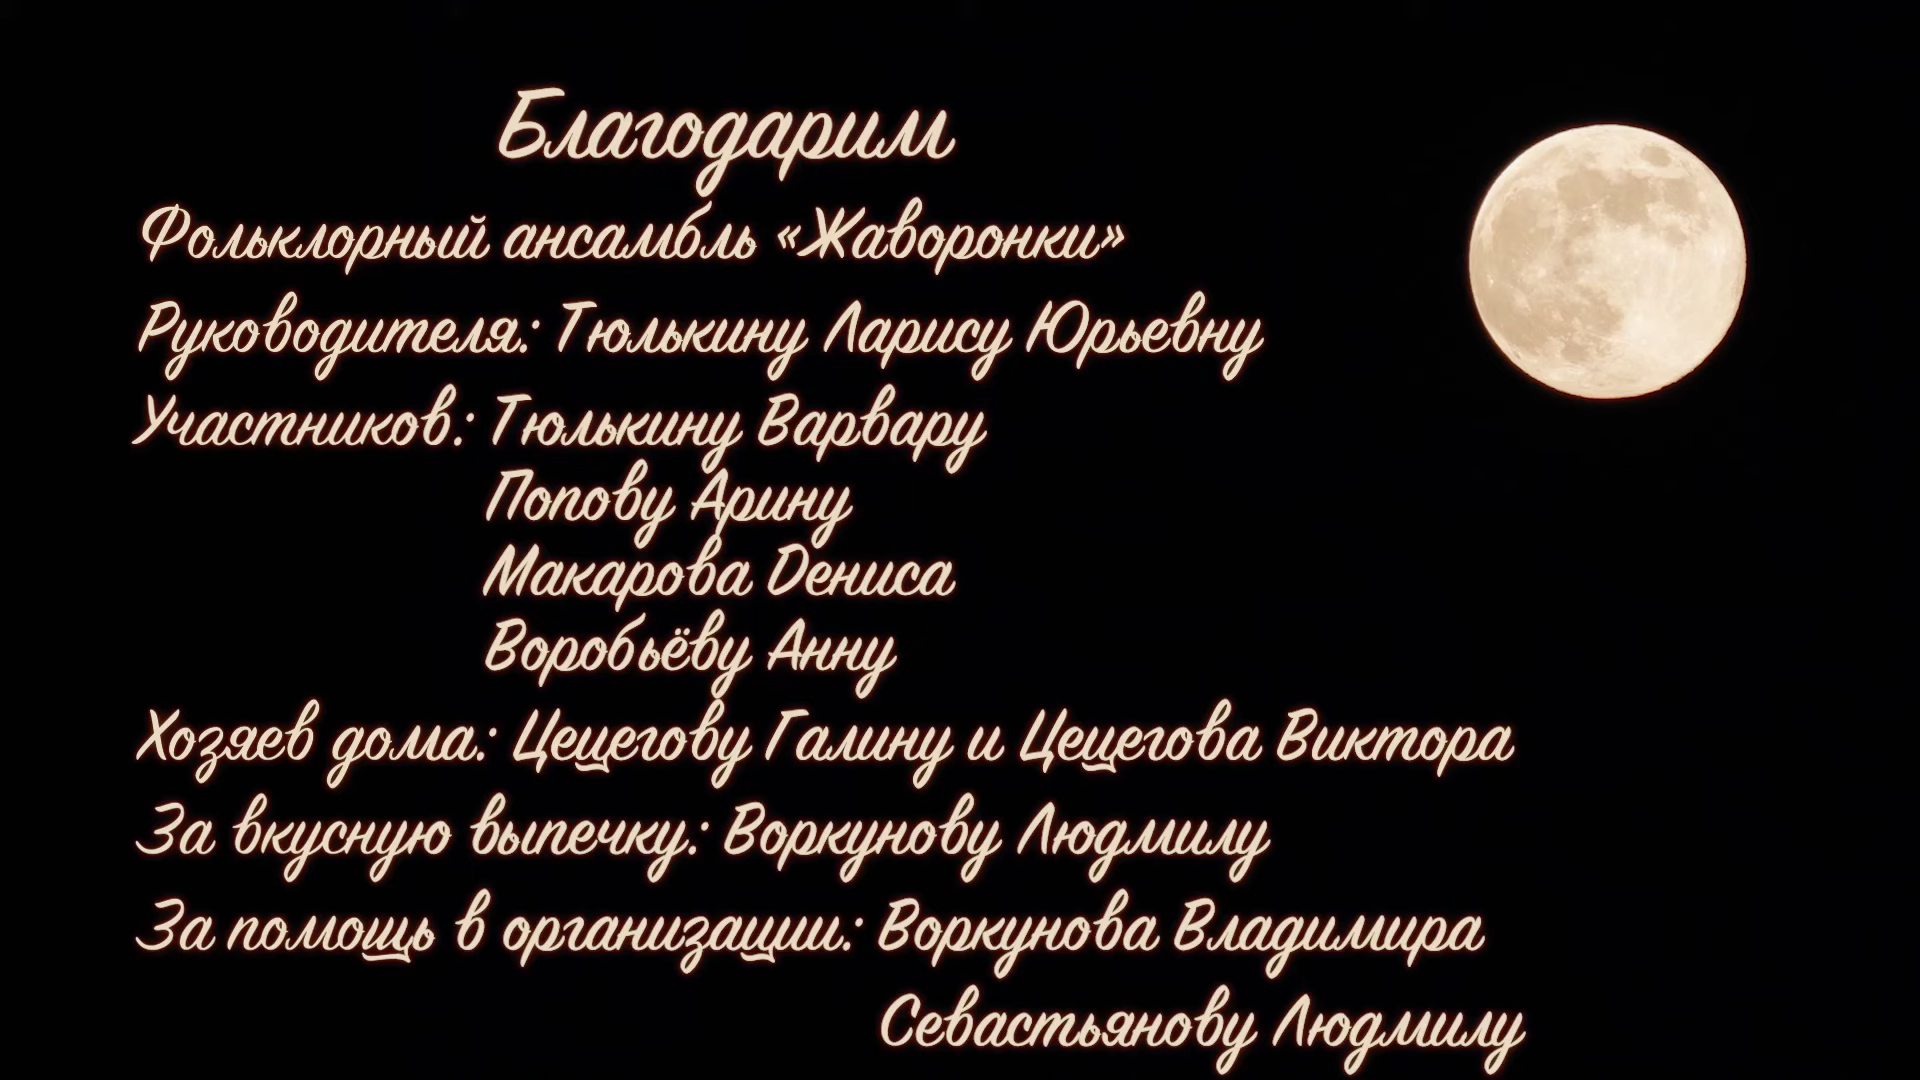 Благодарим
Фольклорный ансамбль «Жаворонки»
Руководителя: Тюлькину Ларису Юрьевну
Участников: Тюлькину Варвару
Попову Арину
Макарова Дениса
Воробьёву Анну
Хозяев дома: Цецегову Галину и Цецегова Виктора
За вкусную выпечку: Воркунову Людмилу
За помощь в организации: Воркунова Владимира
Севастьянову Людмилу